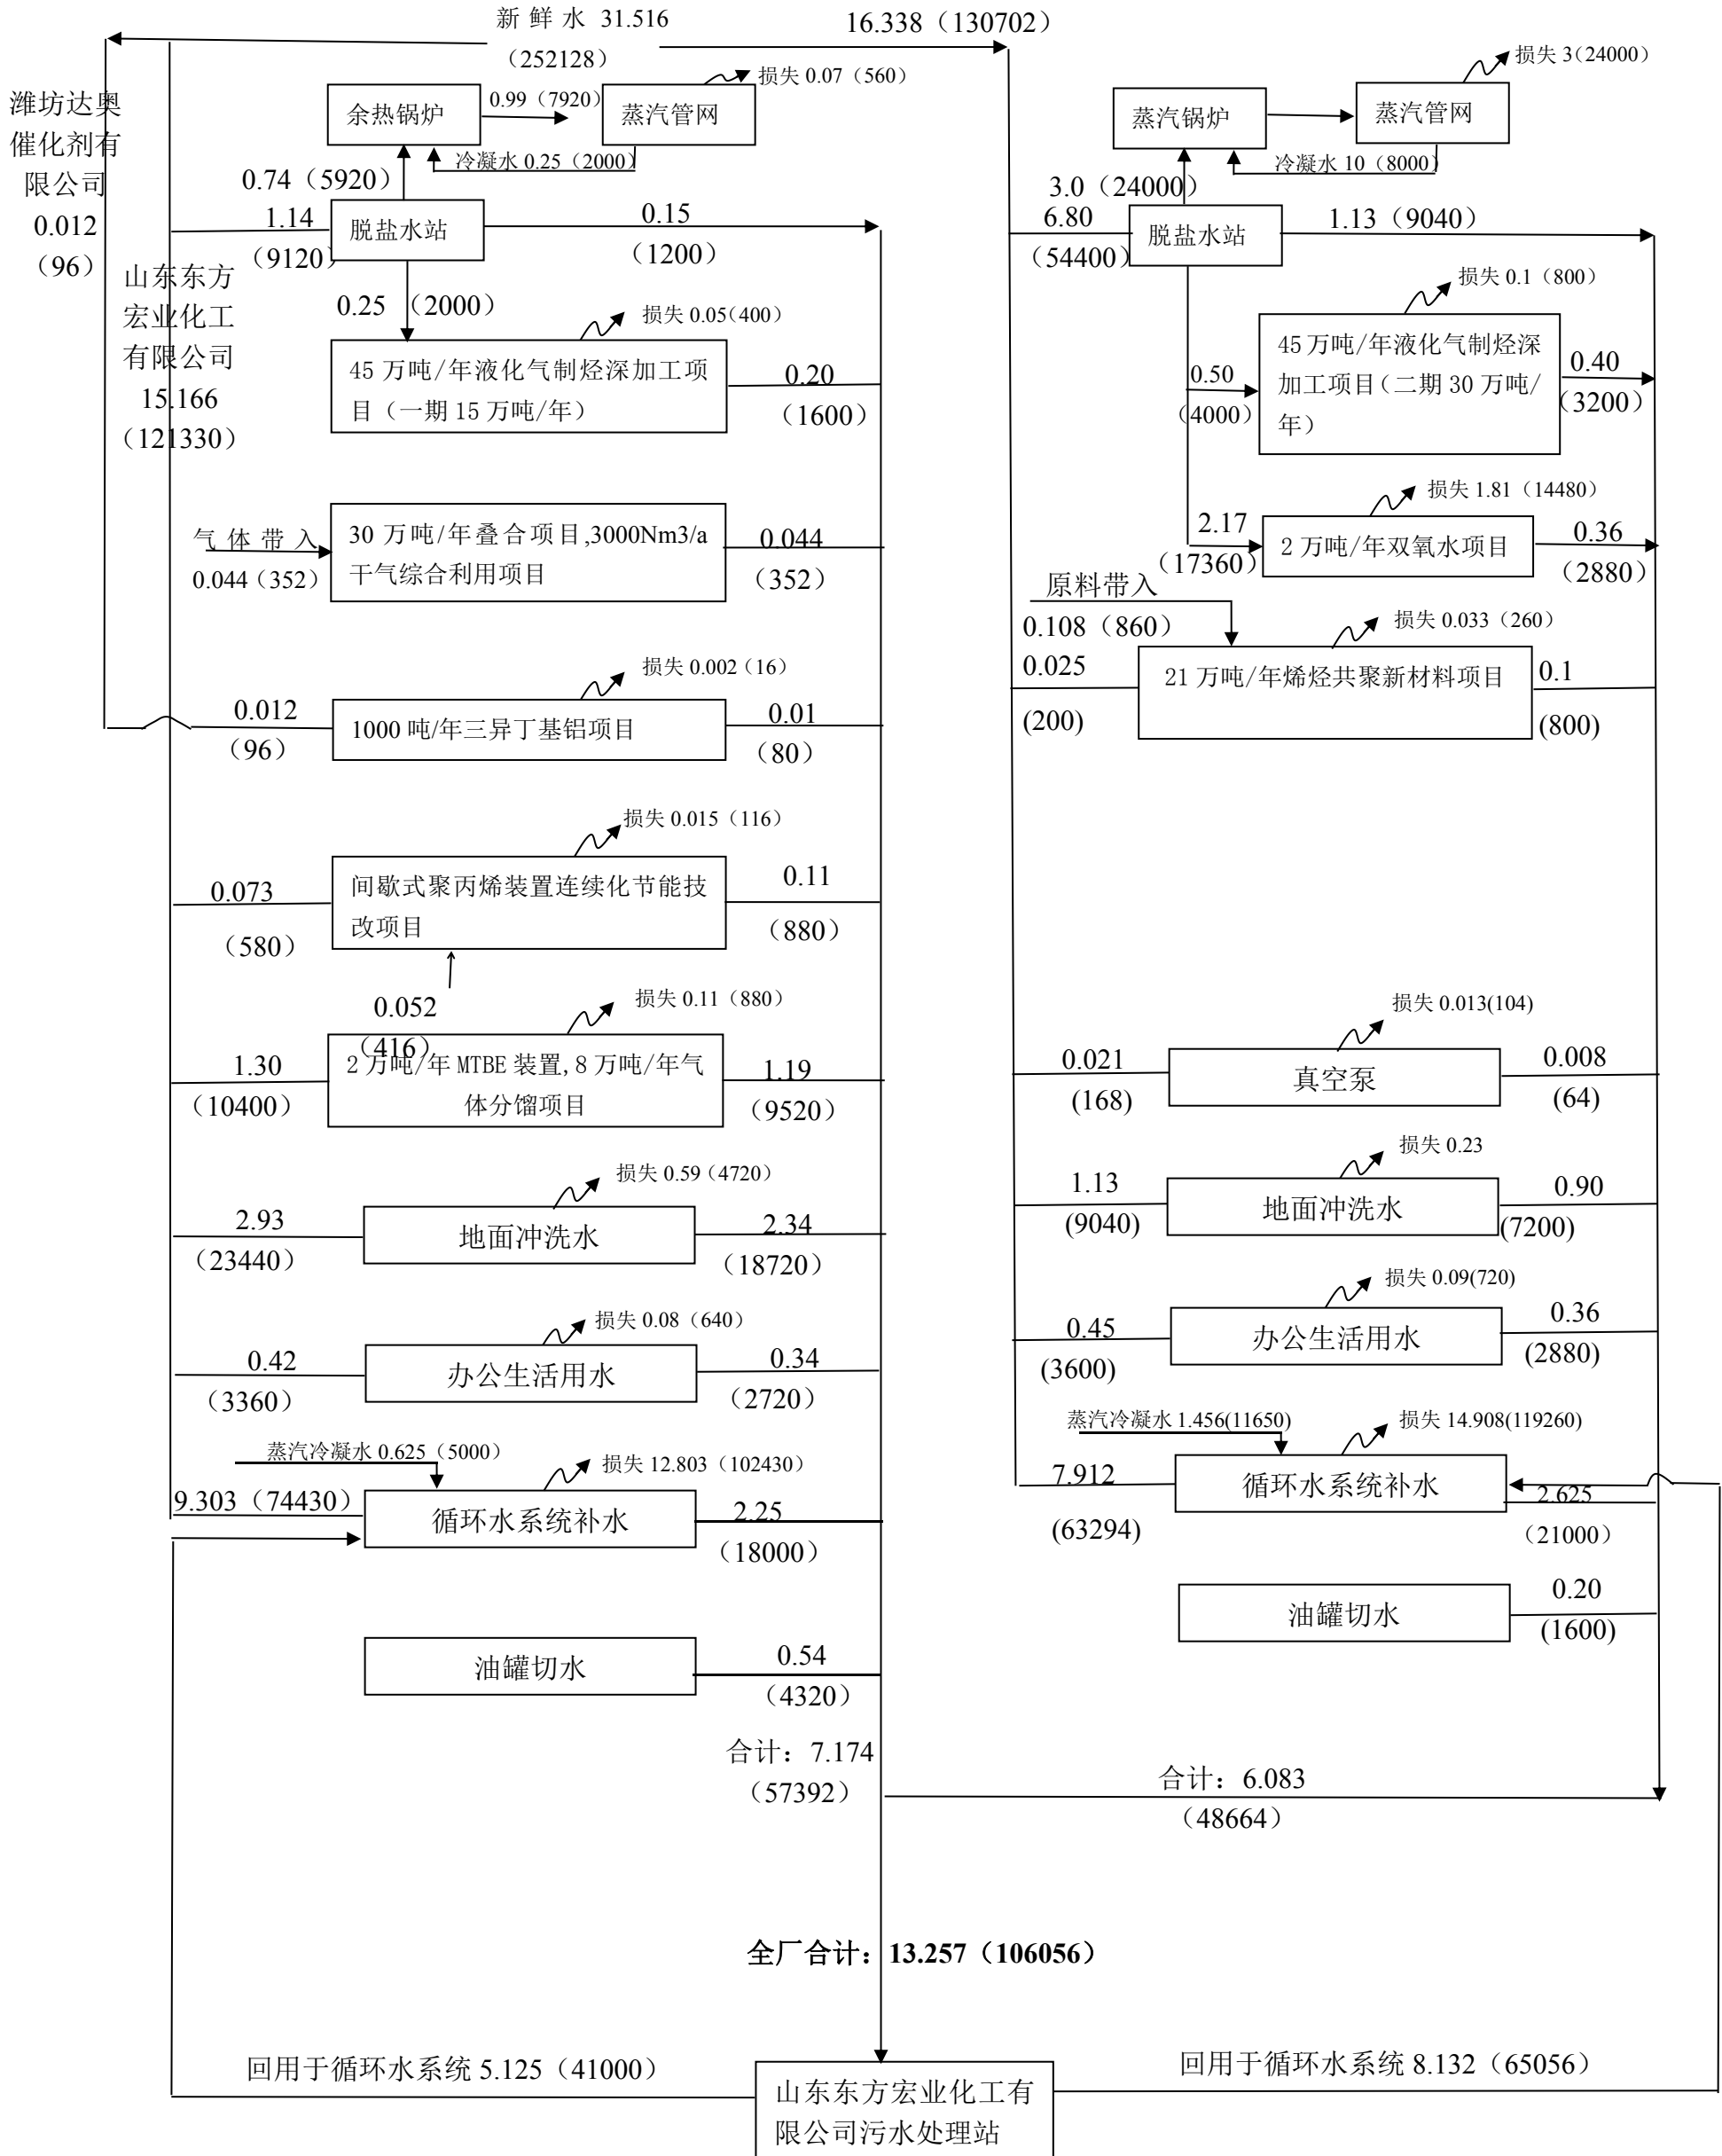 新 鲜 水 31.516
（252128）
16.338（130702）
潍坊达奥
催化剂有
限公司
0.012
（96）
山东东方
宏业化工
有限公司
15.166
（121330）
余热锅炉
0.99（7920）
蒸汽管网
损失 0.07（560）
冷凝水 0.25（2000）
0.74（5920）
1.14
（9120）
脱盐水站
0.15
（1200）
0.25 （2000）
损失 0.05（400）
45 万吨/年液化气制烃深加工项
目（一期 15 万吨/年）
0.20
（1600）
气 体 带 入
0.044（352）
30 万吨/年叠合项目,3000Nm3/a
干气综合利用项目
0.044
（352）
损失 0.002（16）
0.012
（96）
1000 吨/年三异丁基铝项目
0.01
（80）
损失 0.015（116）
0.073
（580）
间歇式聚丙烯装置连续化节能技
改项目
0.11
（880）
0.052
（416）
损失 0.11（880）
1.30
（10400）
2 万吨/年 MTBE 装置,8 万吨/年气
体分馏项目
1.19
（9520）
损失 0.59（4720）
2.93
（23440）
地面冲洗水
2.34
（18720）
损失 0.08（640）
0.42
（3360）
办公生活用水
0.34
（2720）
蒸汽冷凝水 0.625（5000）
损失 12.803（102430）
9.303（74430）
循环水系统补水
2.25
（18000）
油罐切水
0.54
（4320）
合计：7.174
（57392）
蒸汽锅炉
蒸汽管网
损失 3（24000）
冷凝水 10（8000）
3.0（24000）
6.80
（54400）
脱盐水站
1.13（9040）
损失 0.1（800）
0.50
（4000）
45 万吨/年液化气制烃深
加工项目（二期 30 万吨/
年）
0.40
（3200）
损失 1.81（14480）
2.17
（17360）
2 万吨/年双氧水项目
0.36
（2880）
原料带入
0.108（860）
损失 0.033（260）
0.025
(200)
21 万吨/年烯烃共聚新材料项目
0.1
(800)
损失 0.013(104)
0.021
(168)
真空泵
0.008
(64)
损失 0.23
1.13
(9040)
地面冲洗水
0.90
(7200)
损失 0.09(720)
0.45
(3600)
办公生活用水
0.36
(2880)
蒸汽冷凝水 1.456(11650)
损失 14.908(119260)
7.912
(63294)
循环水系统补水
2.625
（21000）
油罐切水
0.20
(1600)
合计：6.083
（48664）
全厂合计：13.257（106056）
回用于循环水系统 5.125（41000）
回用于循环水系统 8.132（65056）
山东东方宏业化工有
限公司污水处理站